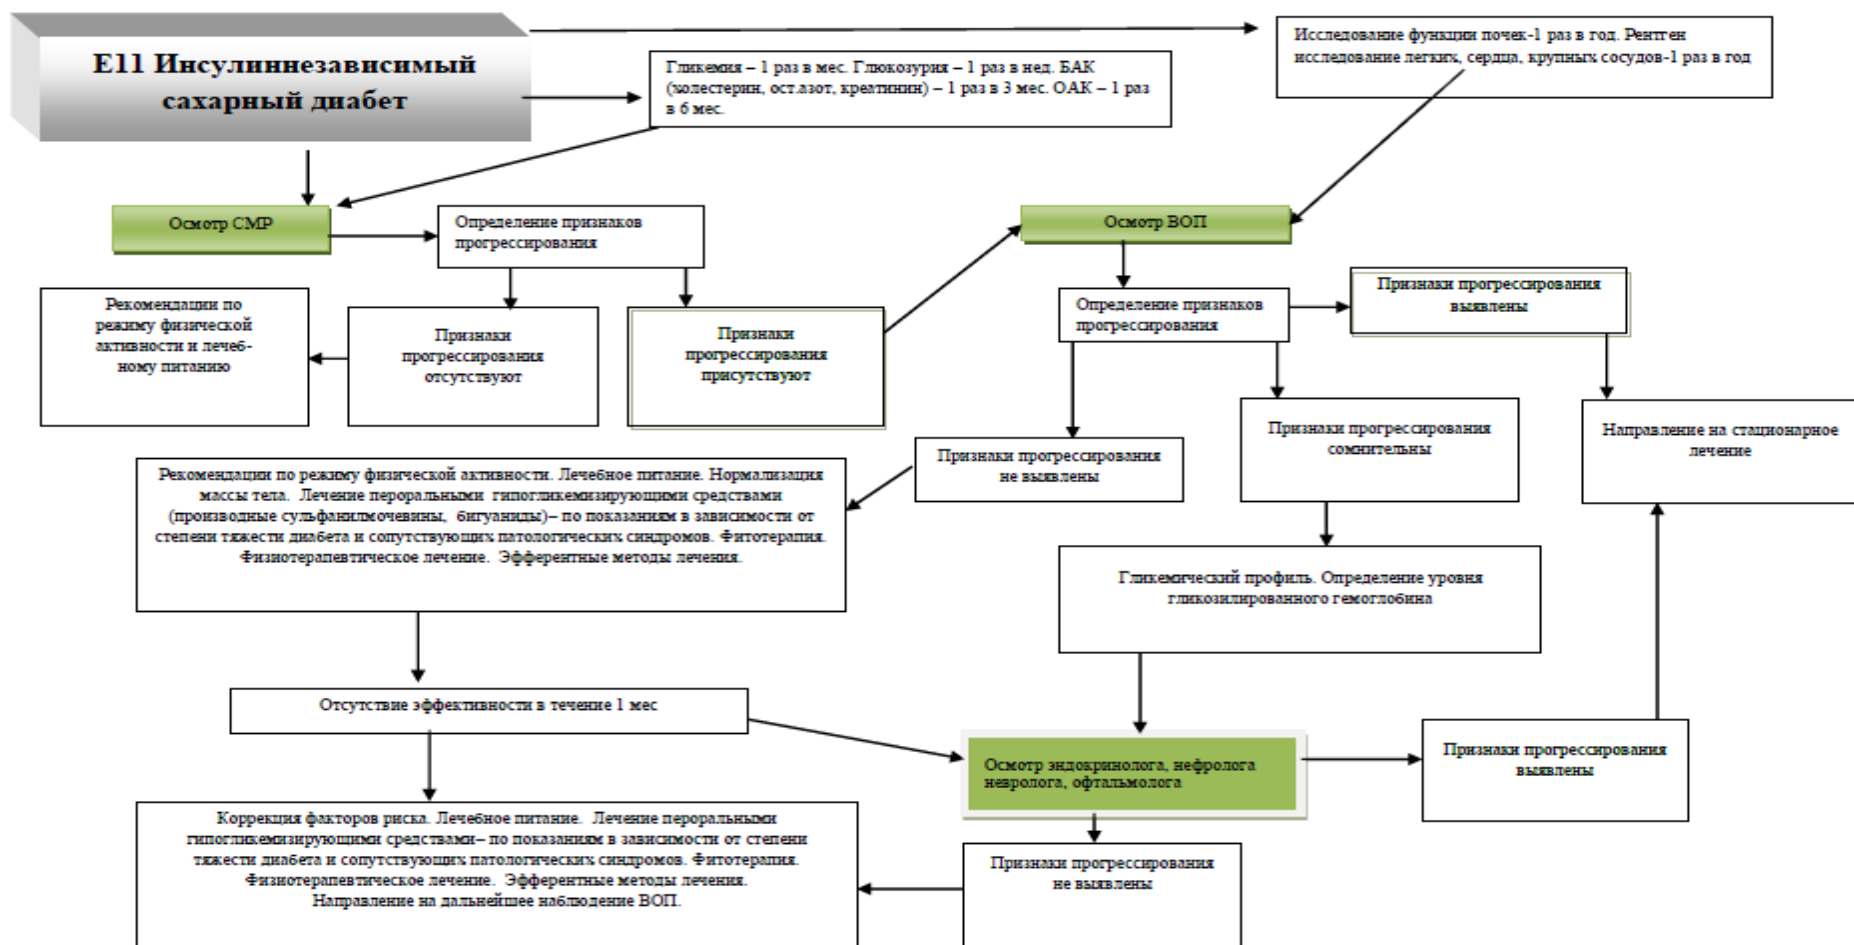 Е11 Инсулиннезависимый
сахарный диабет
Гликемия – 1 раз в мес. Глюкозурия – 1 раз в нед. БАК
(холестерин, ост.азот, креатинин) – 1 раз в 3 мес. ОАК – 1 раз
в 6 мес.
Исследование функции почек-1 раз в год. Рентген
исследование легких, сердца, крупных сосудов-1 раз в год
Осмотр СМР
Определение признаков
прогрессирования
Осмотр ВОП
Рекомендации по
режиму физической
активности и лечеб-
ному питанию
Признаки
прогрессирования
отсутствуют
Признаки
прогрессирования
присутствуют
Определение признаков
прогрессирования
Признаки прогрессирования
выявлены
Признаки прогрессирования
не выявлены
Признаки прогрессирования
сомнительны
Направление на стационарное
лечение
Рекомендации по режиму физической активности. Лечебное питание. Нормализация
массы тела. Лечение пероральными гипогликемизирующими средствами
(производные сульфанилмочевины, бигуаниды)– по показаниям в зависимости от
степени тяжести диабета и сопутствующих патологических синдромов. Фитотерапия.
Физиотерапевтическое лечение. Эфферентные методы лечения.
Гликемический профиль. Определение уровня
гликозилированного гемоглобина
Отсутствие эффективности в течение 1 мес
Осмотр эндокринолога, нефролога
невролога, офтальмолога
Признаки прогрессирования
выявлены
Коррекция факторов риска. Лечебное питание. Лечение пероральными
гипогликемизирующими средствами– по показаниям в зависимости от степени
тяжести диабета и сопутствующих патологических синдромов. Фитотерапия.
Физиотерапевтическое лечение. Эфферентные методы лечения.
Направление на дальнейшее наблюдение ВОП.
Признаки прогрессирования
не выявлены